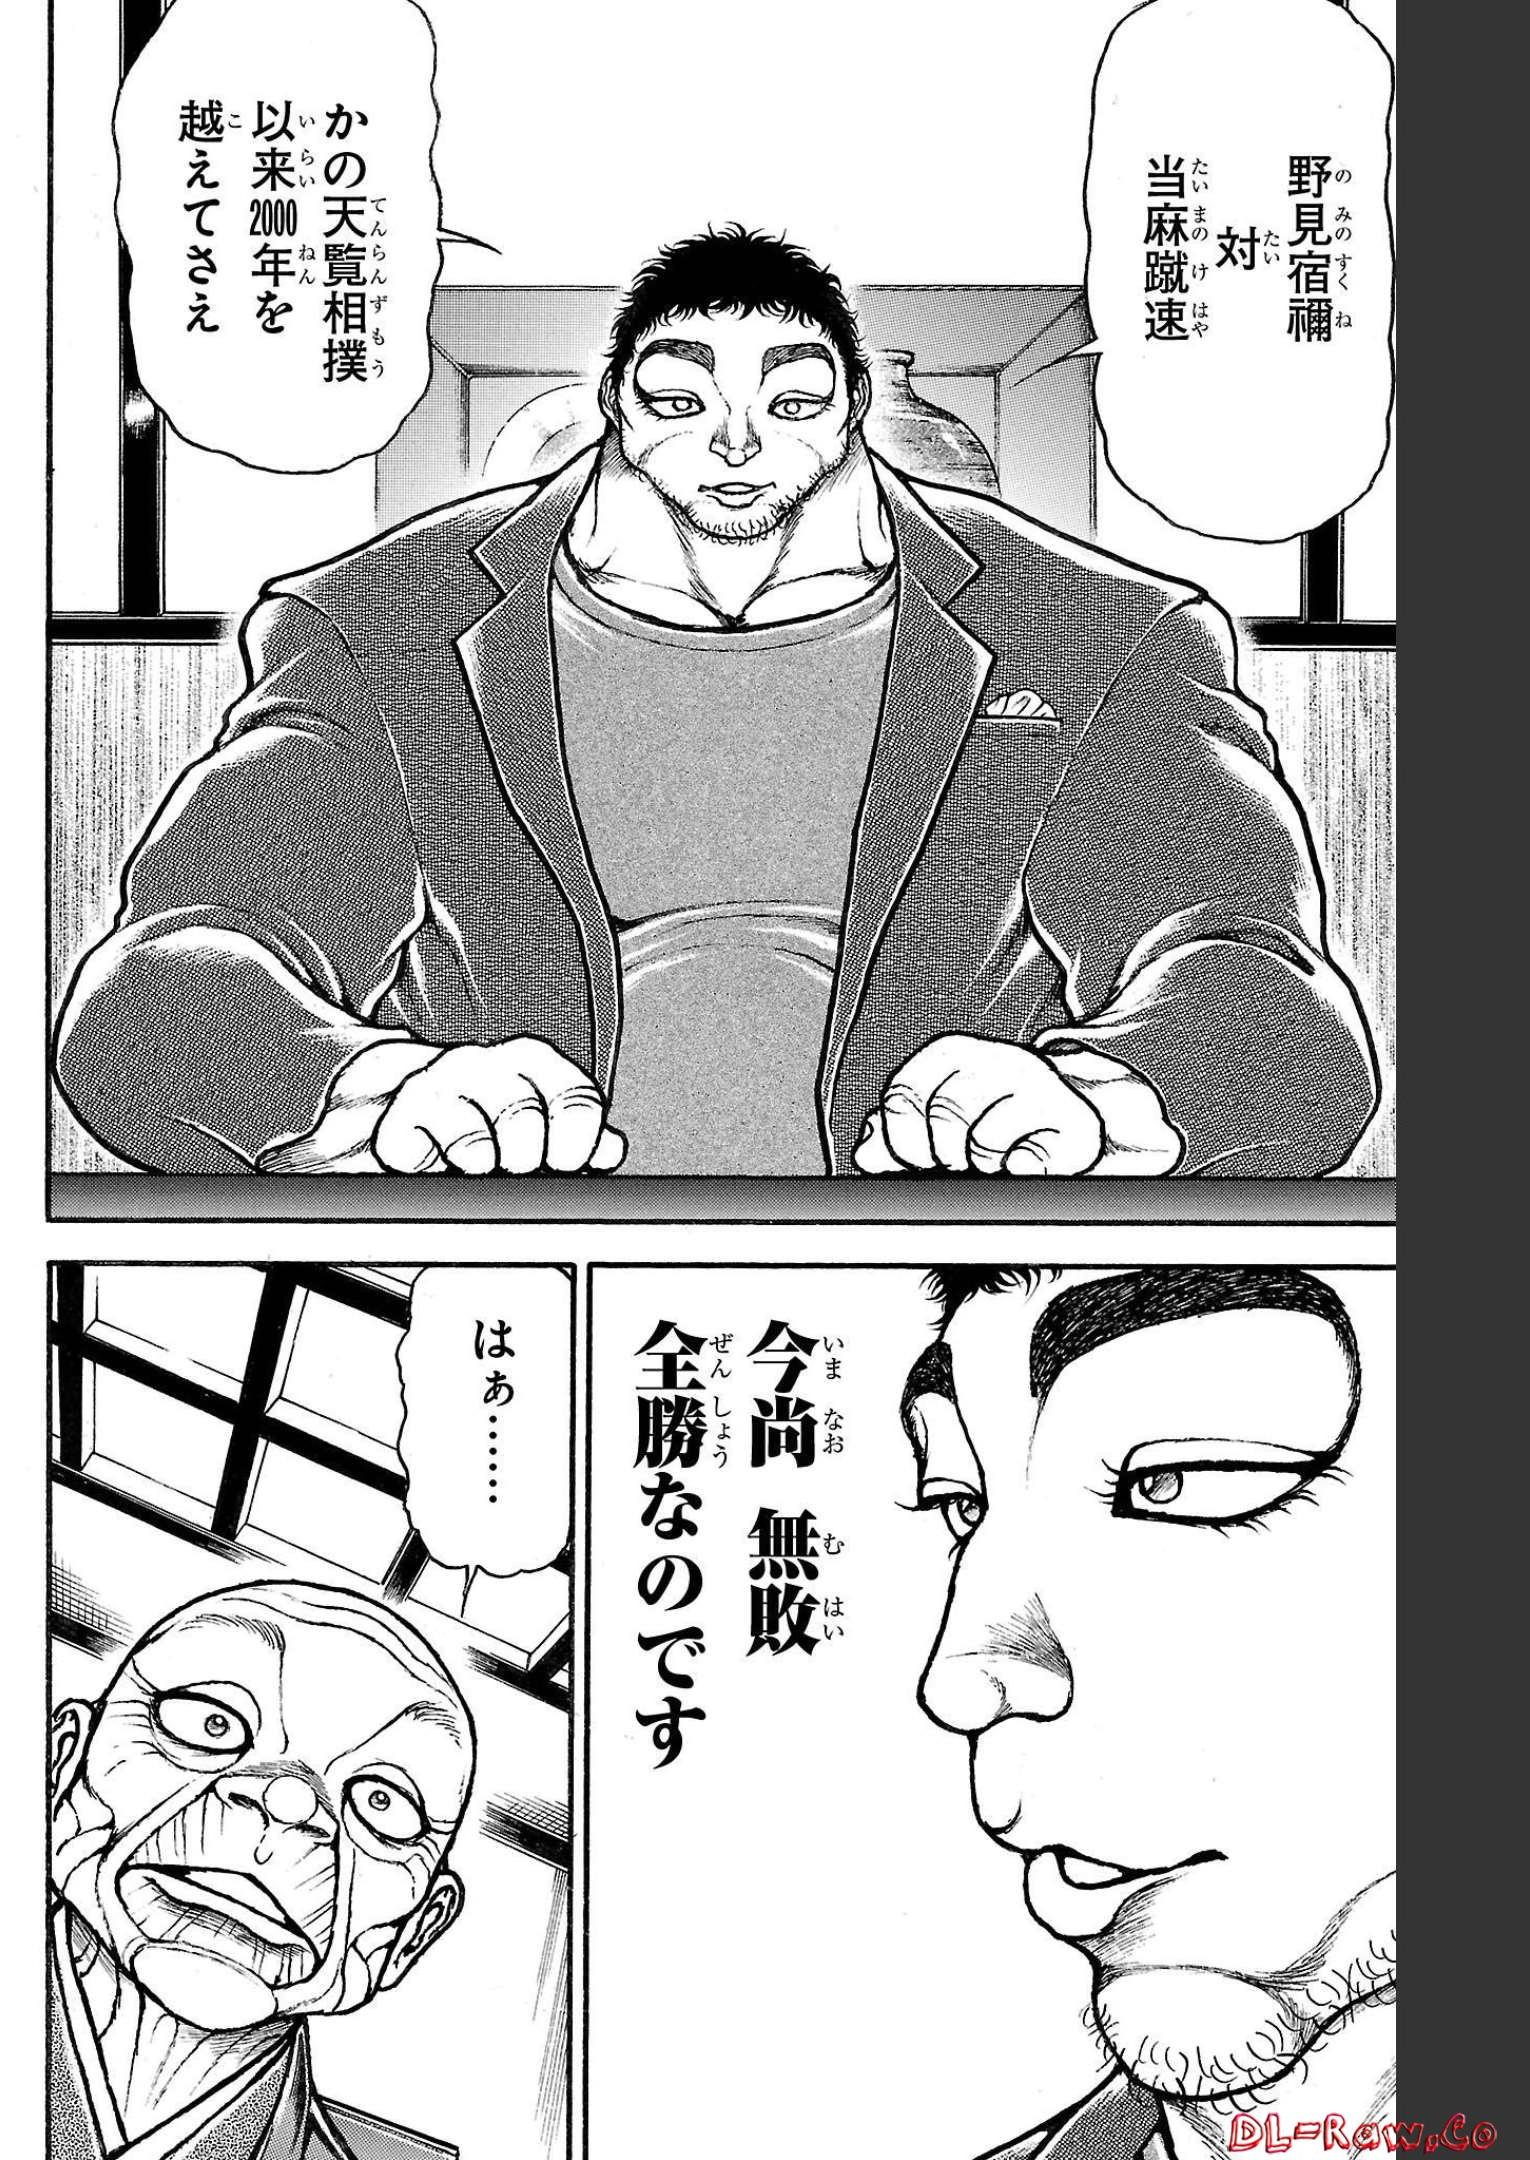 野見宿禰
対
当麻蹴速
かの天覧相撲
以来2000年を
越えてさえ
今尚 無敗
全勝なのです
はぁ……
DL-Raw.Co